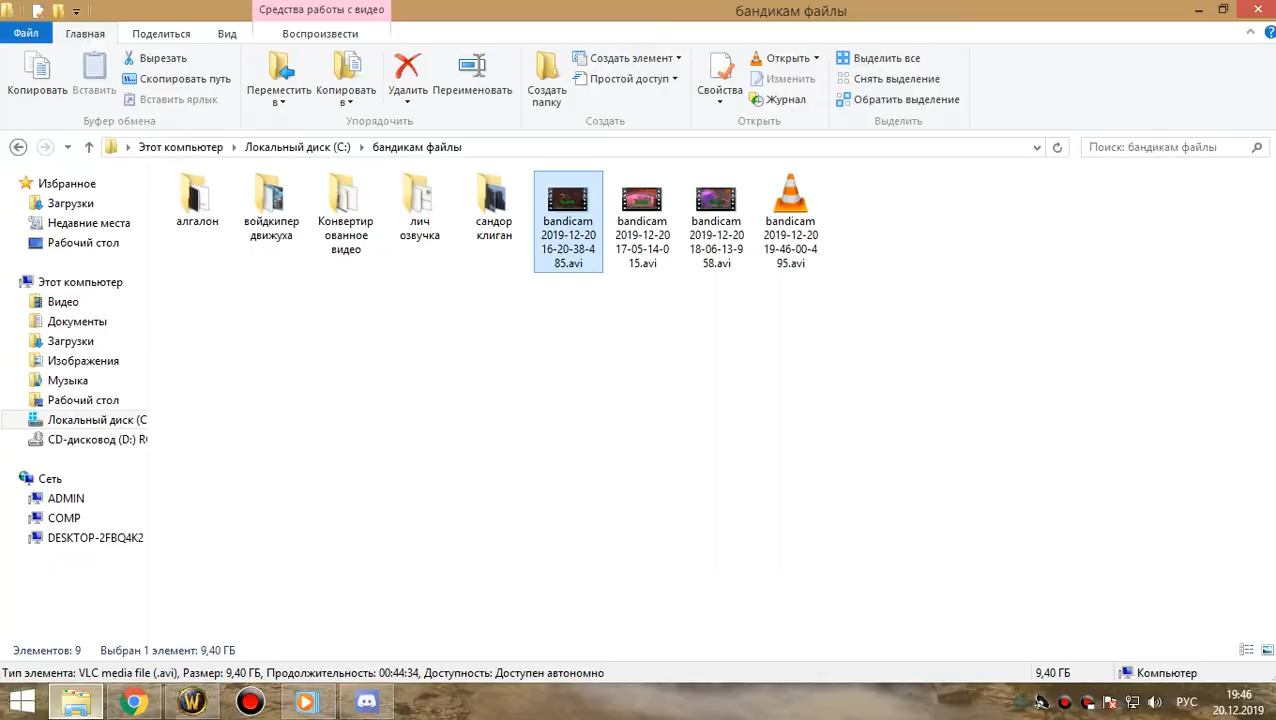 Средства работы с видео
бандикам файлы
Файл
Главная
Поделиться
Вид
Воспроизвести
Копировать
Вставить
Вырезать
Скопировать путь
Вставить ярлык
Буфер обмена
Переместить
в
Копировать
в
Удалить
Переименовать
Упорядочить
Создать
папку
Создать элемент
Простой доступ
Создать
Свойства
Открыть
Изменить
Журнал
Открыть
Выделить все
Снять выделение
Обратить выделение
Выделить
Этот компьютер
Локальный диск (C:)
бандикам файлы
Поиск: бандикам файлы
Избранное
Загрузки
Недавние места
Рабочий стол
Этот компьютер
Видео
Документы
Загрузки
Изображения
Музыка
Рабочий стол
Локальный диск (C
CD-дисковод (D:) R
Сеть
ADMIN
COMP
DESKTOP-2FBQ4K2
алгалон
войдкипер
движуха
Конвертир
ованное
видео
лич
озвучка
сандор
клиган
bandicam
2019-12-20
16-20-38-4
85.avi
bandicam
2019-12-20
17-05-14-0
15.avi
bandicam
2019-12-20
18-06-13-9
58.avi
bandicam
2019-12-20
19-46-00-4
95.avi
Элементов: 9
Выбран 1 элемент: 9,40 ГБ
Тип элемента: VLC media file (.avi), Размер: 9,40 ГБ, Продолжительность: 00:44:34, Доступность: Доступен автономно
9,40 ГБ
Компьютер
РУС
19:46
20.12.2019